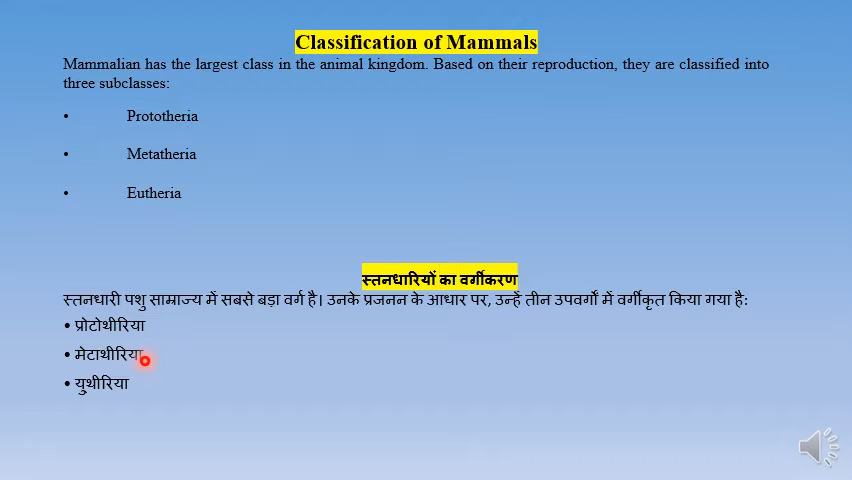 Classification of Mammals
Mammalian has the largest class in the animal kingdom. Based on their reproduction, they are classified into
three subclasses:
• Prototheria
• Metatheria
• Eutheria
स्तनधारियों का वर्गीकरण
स्तनधारी पशु साम्राज्य में सबसे बड़ा वर्ग है। उनके प्रजनन के आधार पर, उन्हें तीन उपवर्गों में वर्गीकृत किया गया है:
• प्रोटोथीरिया
• मेटाथीरिया
• यूथीरिया